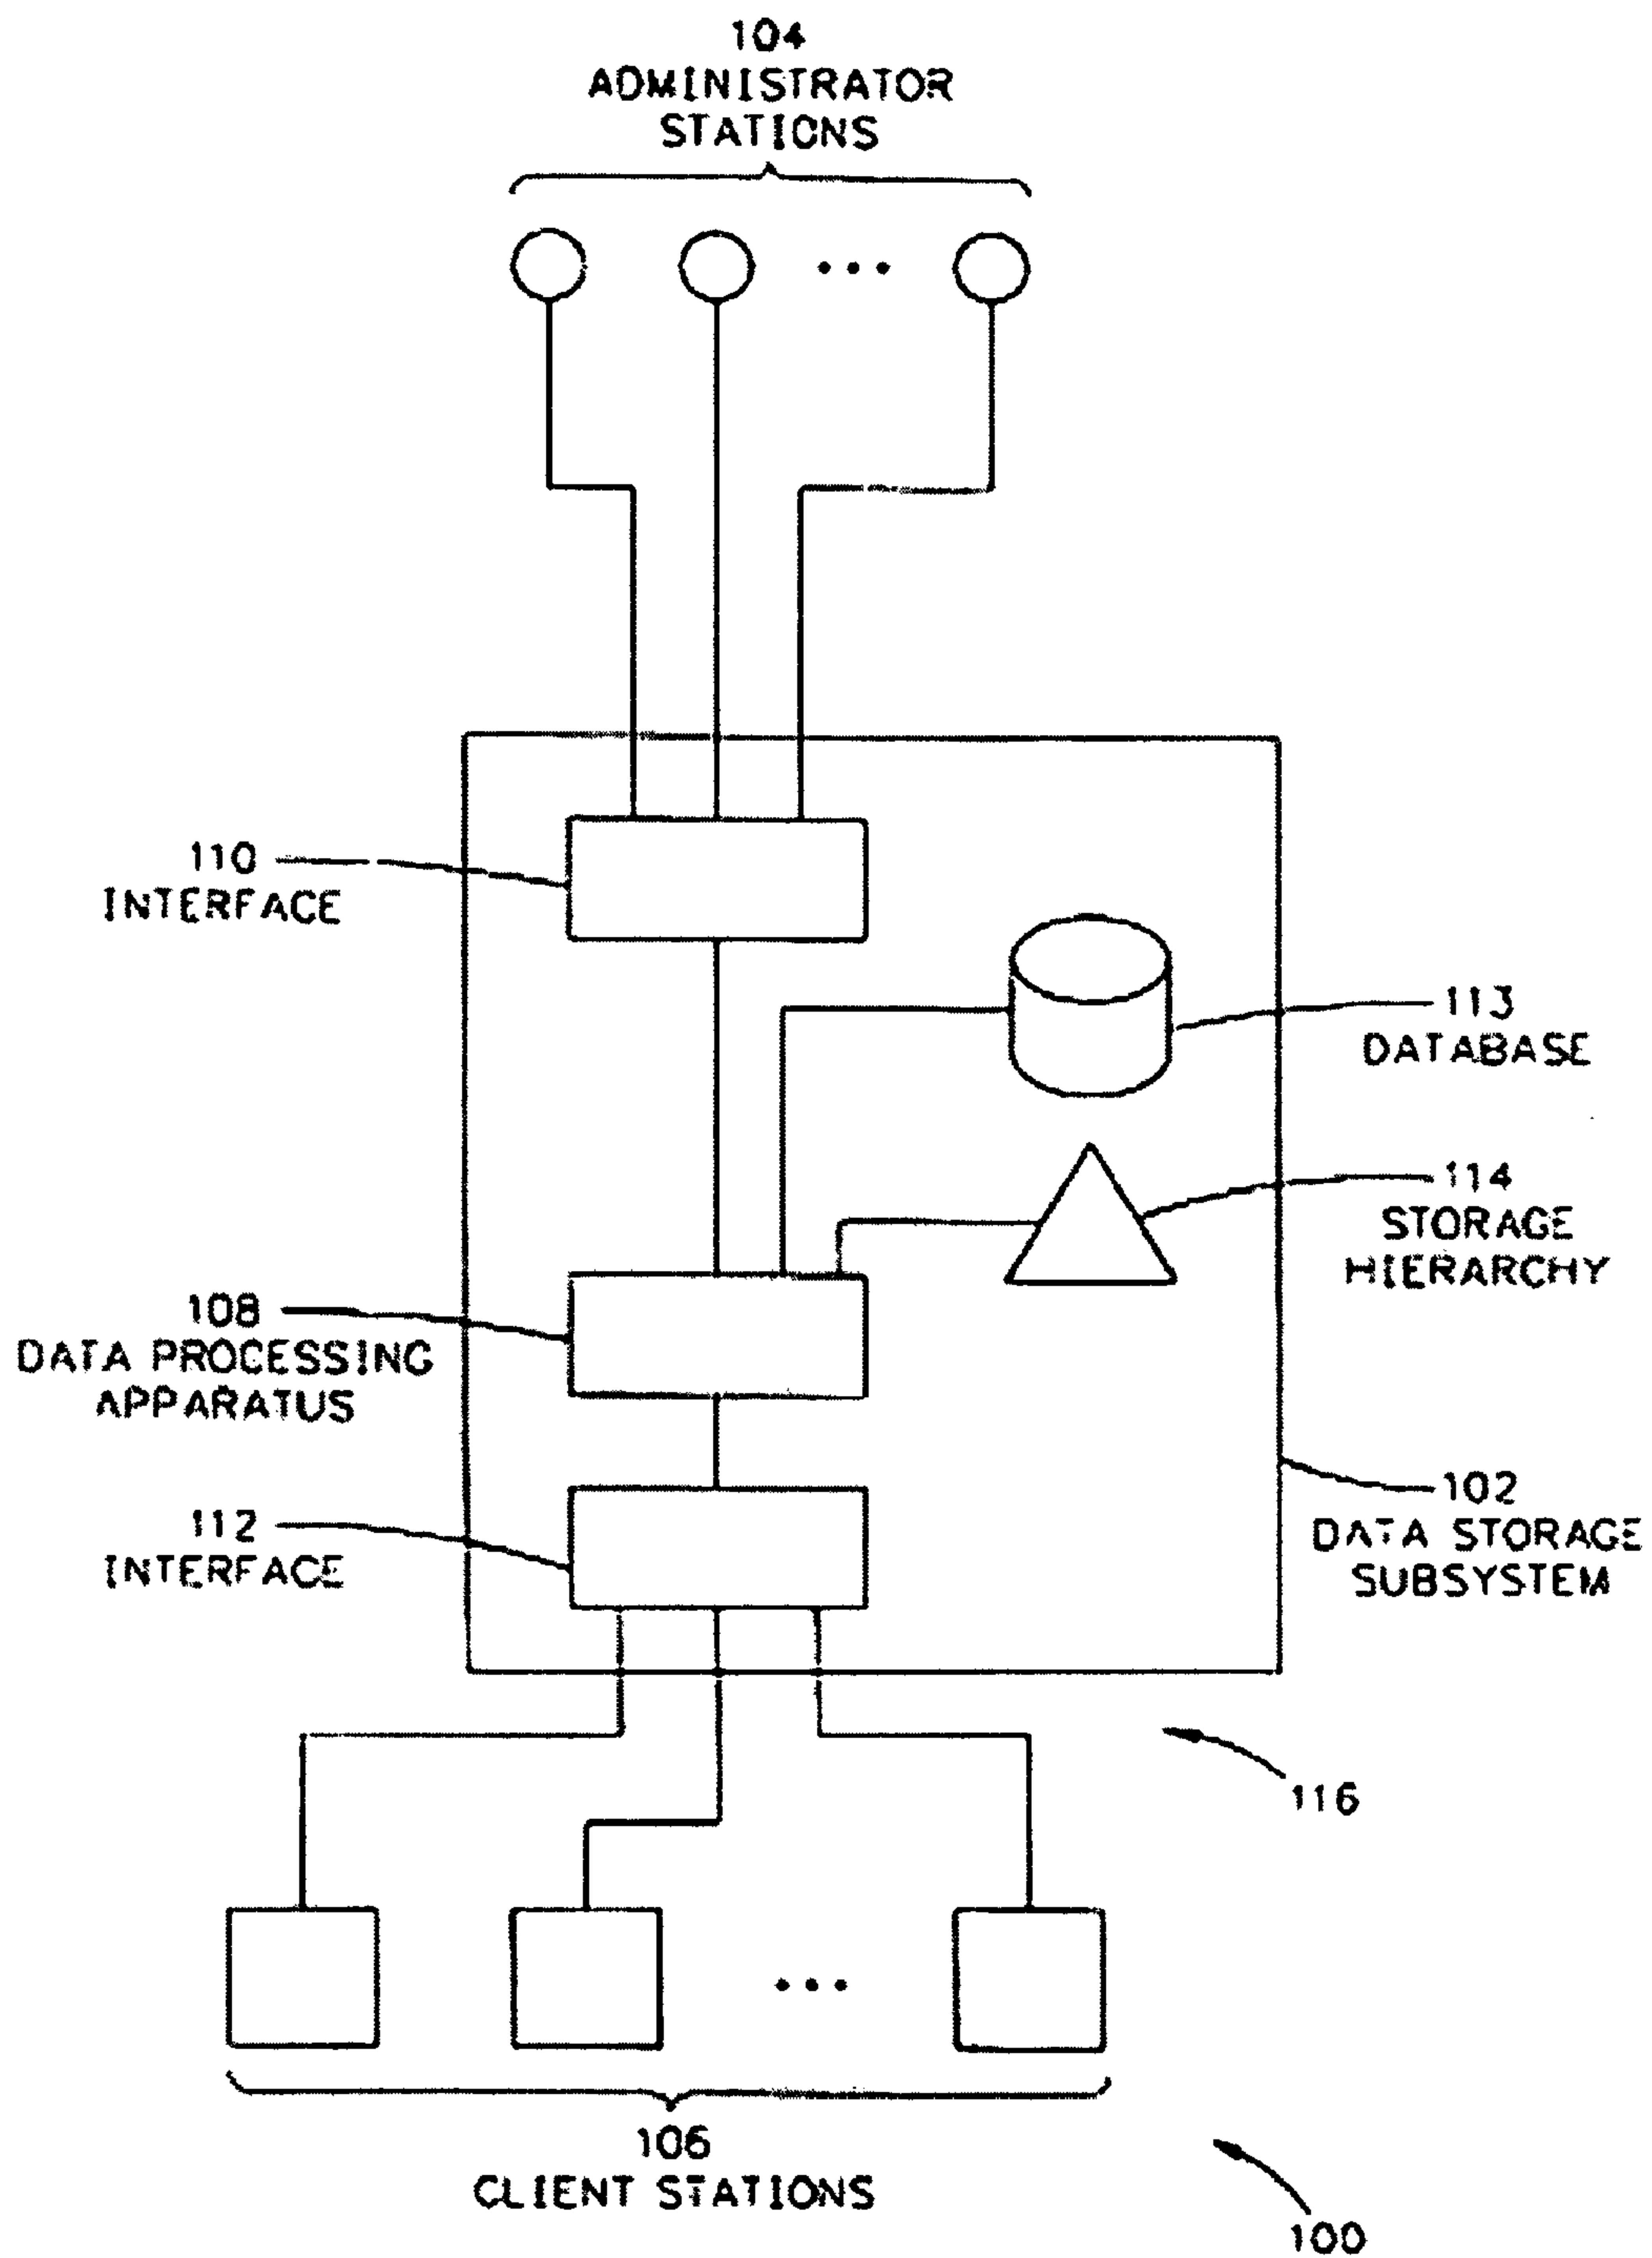 104
ADMINISTRATOR
STATIONS
110
INTERFACE
113
DATABASE
114
STORAGE
HIERARCHY
108
DATA PROCESSING
APPARATUS
102
DATA STORAGE
SUBSYSTEM
112
INTERFACE
116
106
CLIENT STATIONS
100